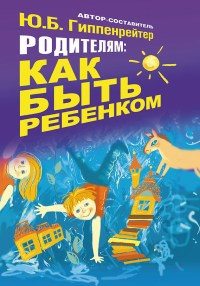 АВТОР-СОСТАВИТЕЛЬ
Ю.Б. Гиппенрейтер
РОДИТЕЛЯМ:
КАК
БЫТЬ
РЕБЕНКОМ